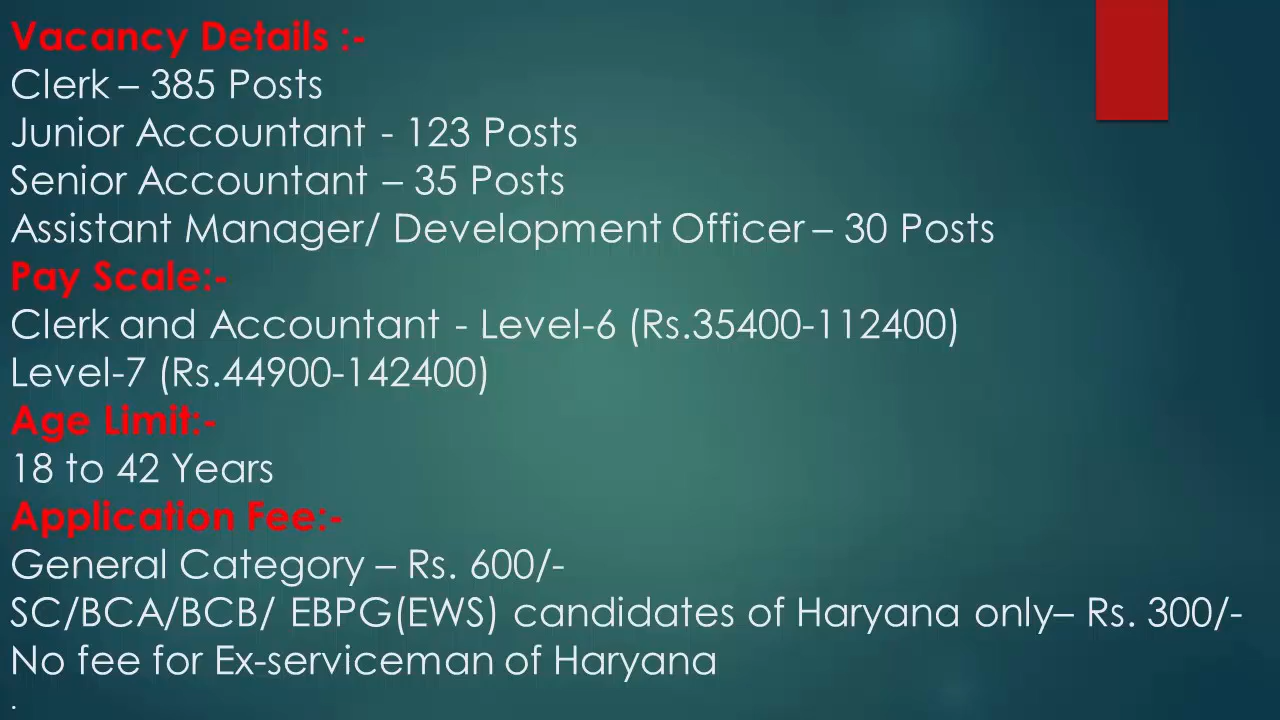 Vacancy Details :-
Clerk – 385 Posts
Junior Accountant - 123 Posts
Senior Accountant – 35 Posts
Assistant Manager/ Development Officer – 30 Posts
Pay Scale:-
Clerk and Accountant - Level-6 (Rs.35400-112400)
Level-7 (Rs.44900-142400)
Age Limit:-
18 to 42 Years
Application Fee:-
General Category – Rs. 600/-
SC/BCA/BCB/ EBPG(EWS) candidates of Haryana only– Rs. 300/-
No fee for Ex-serviceman of Haryana
.